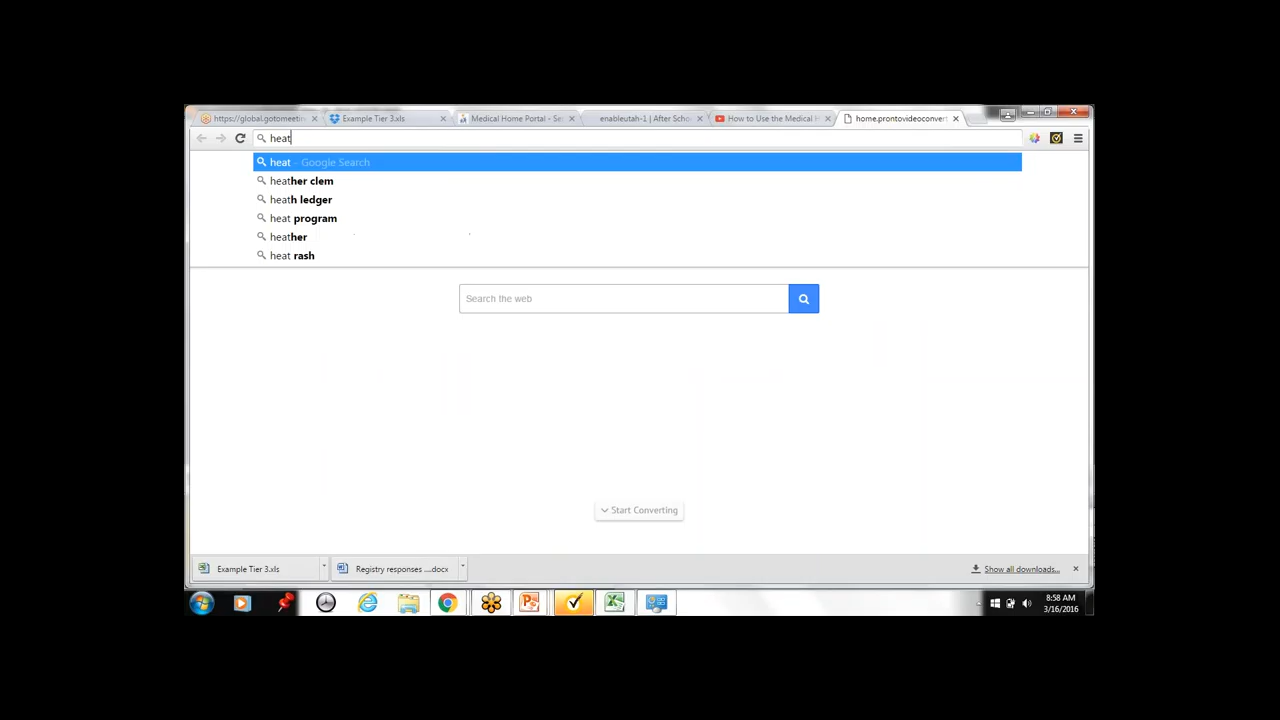 https://global.gotomeetin
Example Tier 3.xls
Medical Home Portal - Se
enableutah-1 | After Scho
How to Use the Medical H
home.prontovideoconvert
heat
heat - Google Search
heather clem
heath ledger
heat program
heather
heat rash
Search the web
Start Converting
Example Tier 3.xls
Registry responses ....docx
Show all downloads...
8:58 AM
3/16/2016